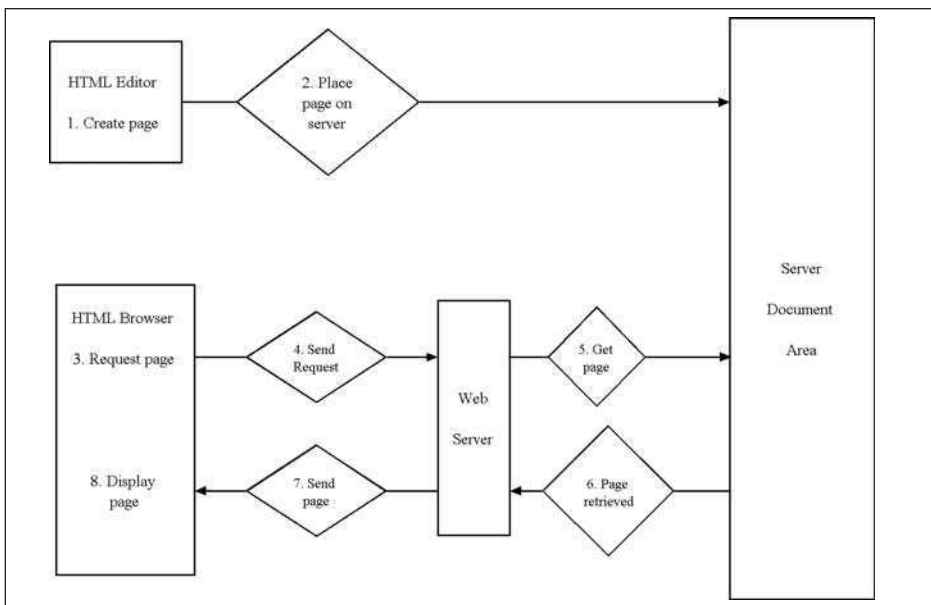 HTML Editor
1. Create page
2. Place
page on
server
Server
Document
Area
HTML Browser
3. Request page
4. Send
Request
Web
Server
5. Get
page
6. Page
retrieved
7. Send
page
8. Display
page